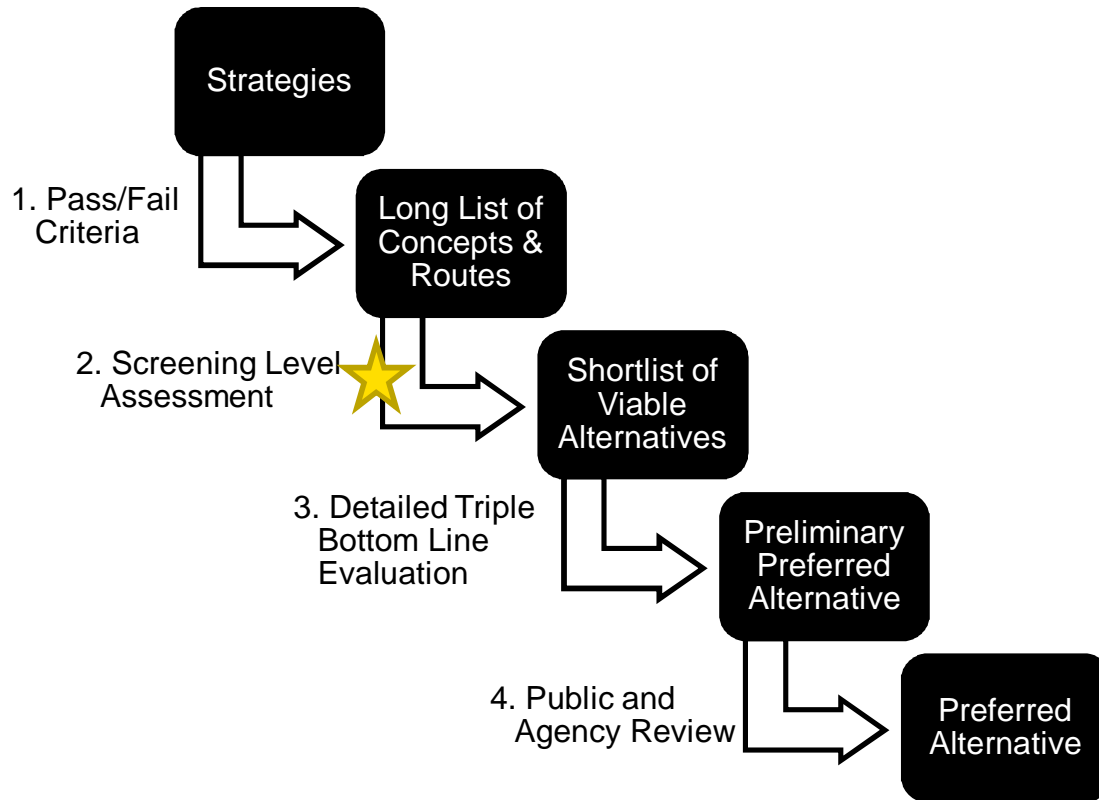 Strategies
1. Pass/Fail
Criteria
Long List of
Concepts &
Routes
2. Screening Level
Assessment
Shortlist of
Viable
Alternatives
3. Detailed Triple
Bottom Line
Evaluation
Preliminary
Preferred
Alternative
4. Public and
Agency Review
Preferred
Alternative